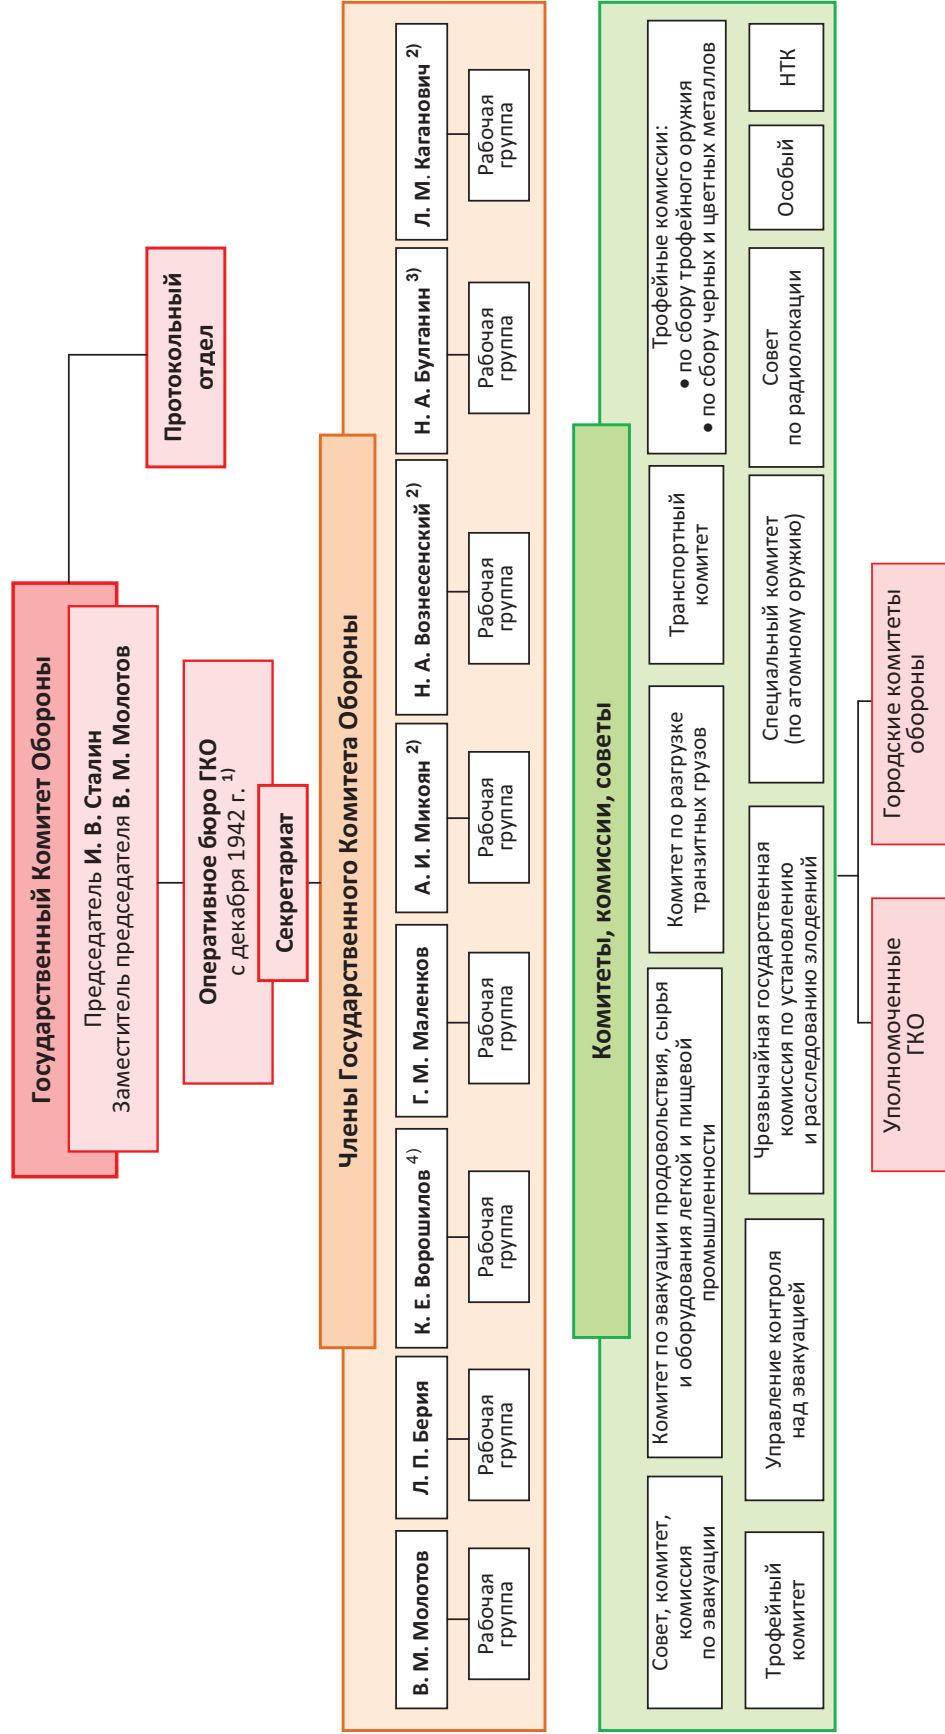 Государственный Комитет Обороны
Председатель И. В. Сталин
Заместитель председателя В. М. Молотов
Протокольный
отдел
Оперативное бюро ГКО
с декабря 1942 г. 1)
Секретариат
Члены Государственного Комитета Обороны
В. М. Молотов
Рабочая
группа
Л. П. Берия
Рабочая
группа
К. Е. Ворошилов 4)
Рабочая
группа
Г. М. Маленков
Рабочая
группа
А. И. Микоян 2)
Рабочая
группа
Н. А. Вознесенский 2)
Рабочая
группа
Н. А. Булганин 3)
Рабочая
группа
Л. М. Каганович 2)
Рабочая
группа
Комитеты, комиссии, советы
Совет, комитет,
комиссия
по эвакуации
Комитет по эвакуации продовольствия, сырья
и оборудования легкой и пищевой
промышленности
Комитет по разгрузке
транзитных грузов
Транспортный
комитет
Трофейные комиссии:
• по сбору трофейного оружия
• по сбору черных и цветных металлов
Трофейный
комитет
Управление контроля
над эвакуацией
Чрезвычайная государственная
комиссия по установлению
и расследованию злодеяний
Специальный комитет
(по атомному оружию)
Совет
по радиолокации
Особый
НТК
Уполномоченные
ГКО
Городские комитеты
обороны